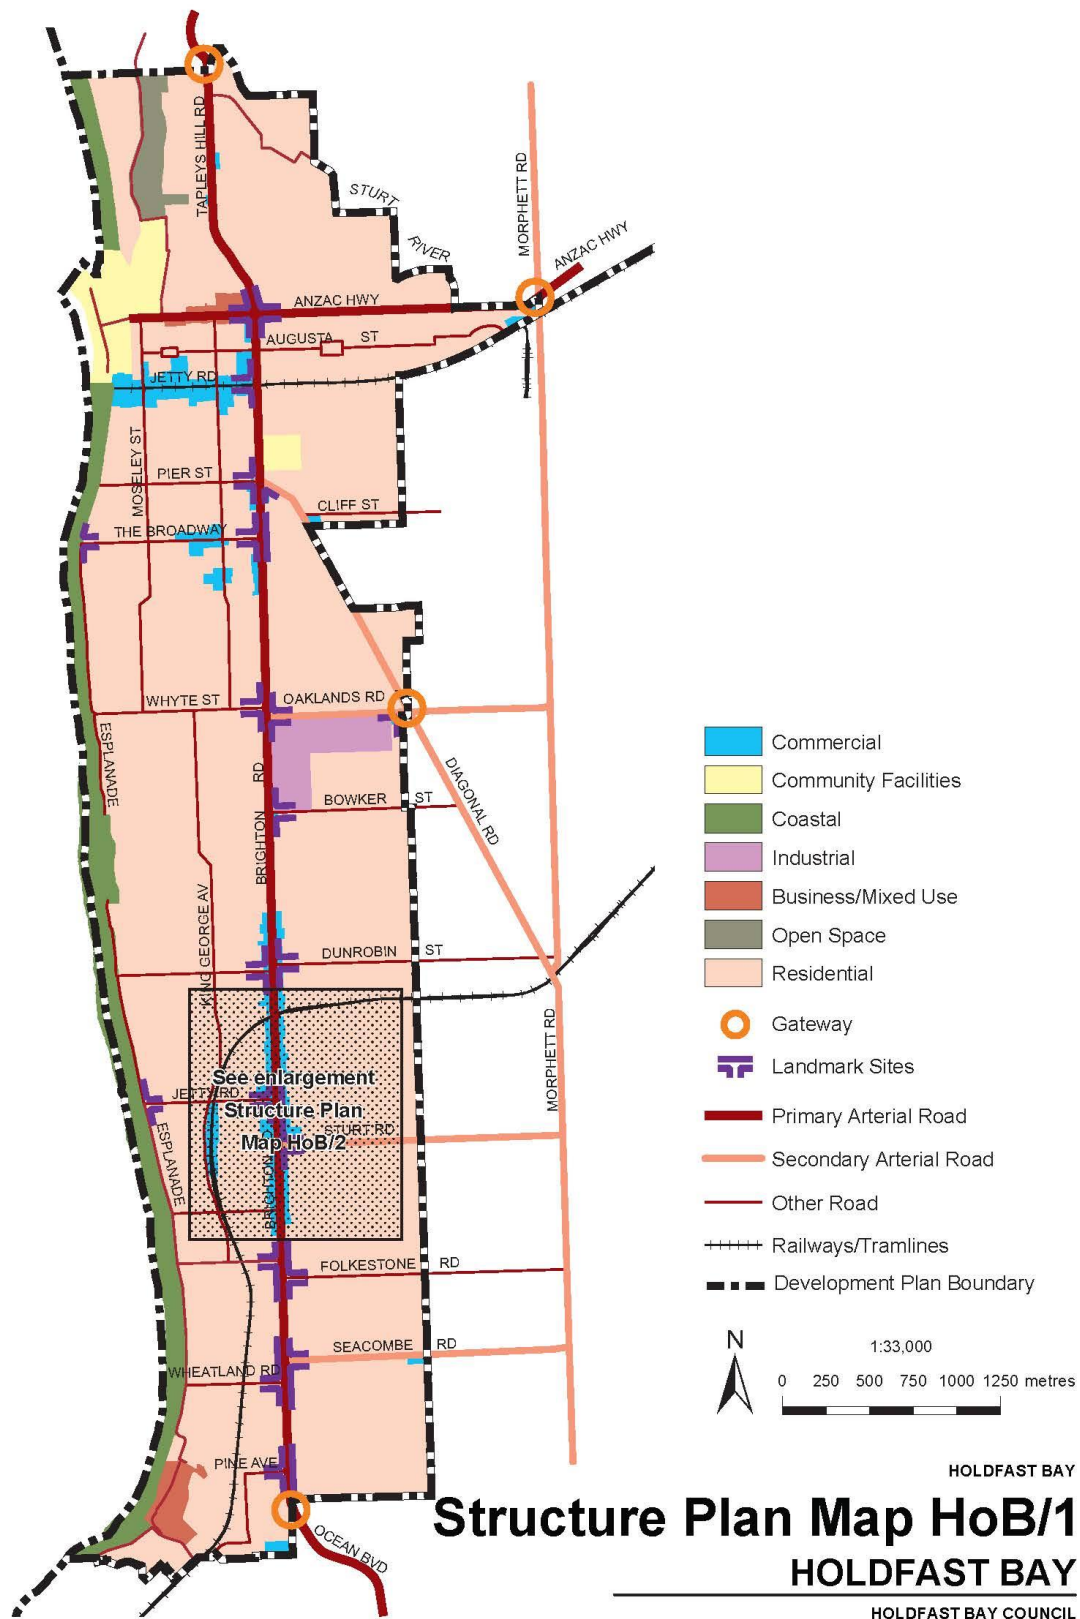 TAPLEYS HILL RD
STURT
RIVER
MORPHETT RD
ANZAC HWY
ANZAC HWY
AUGUSTA ST
JETTY RD
MOSELEY ST
PIER ST
CLIFF ST
THE BROADWAY
WHYTE ST
OAKLANDS RD
ESPLANADE
RD
BRIGHTON
DIAGONAL RD
BOWKER ST
KING GEORGE AV
DUNROBIN ST
MORPHETT RD
See enlargement
JETTY RD
Structure Plan
STURT RD
Map HoB/2
ESPLANADE
BRIGHTON RD
FOLKESTONE RD
SEACOMBE RD
WHEATLAND RD
PINE AVE
OCEAN BVD
Commercial
Community Facilities
Coastal
Industrial
Business/Mixed Use
Open Space
Residential
Gateway
Landmark Sites
Primary Arterial Road
Secondary Arterial Road
Other Road
Railways/Tramlines
Development Plan Boundary
N
1:33,000
0 250 500 750 1000 1250 metres
HOLDFAST BAY
Structure Plan Map HoB/1
HOLDFAST BAY
HOLDFAST BAY COUNCIL